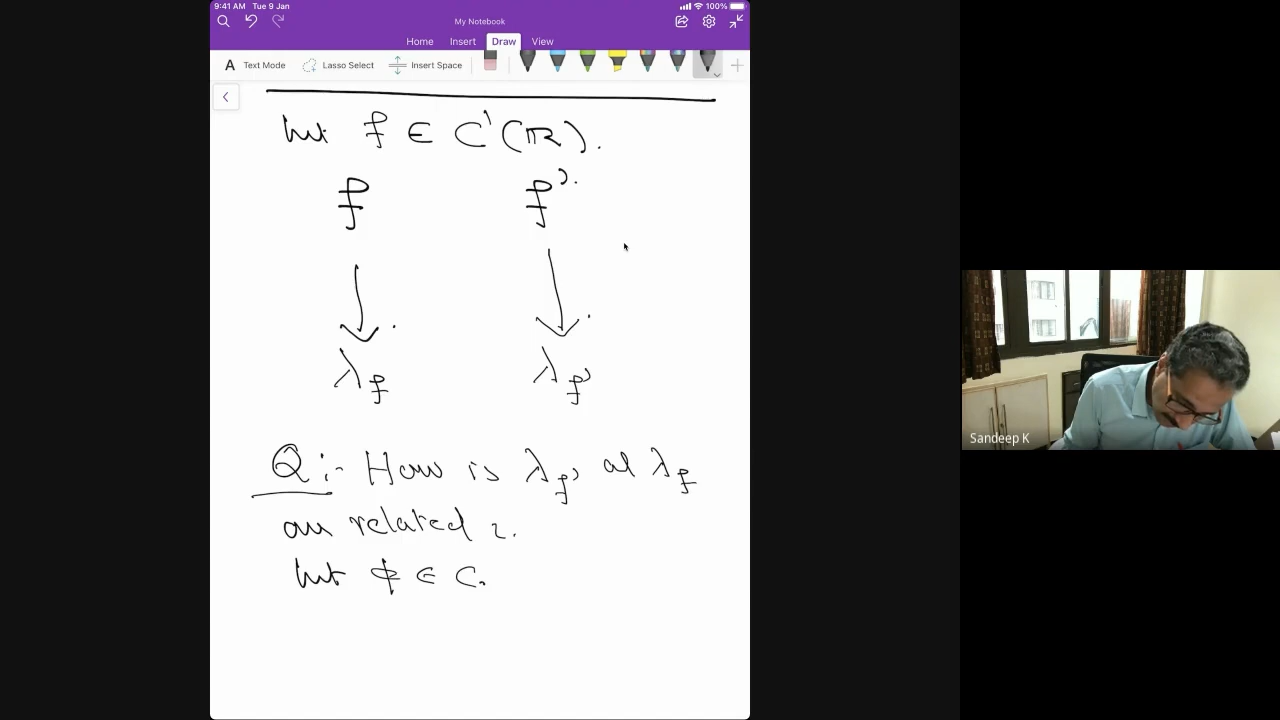 9:41 AM Tue 9 Jan 100%
My Notebook
Home Insert Draw View
A Text Mode Lasso Select Insert Space
Let f ∈ C'(ℝ).
f f'.
λ_f λ_f'
Q:- How is λ_f' and λ_f
are related ?.
Let ϕ ∈ C.
Sandeep K